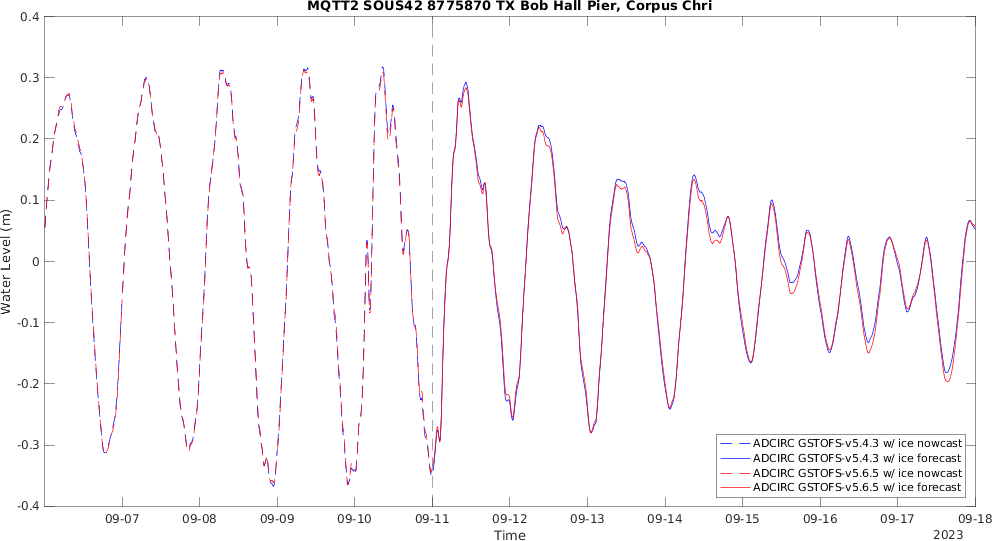 MQTT2 SOUS42 8775870 TX Bob Hall Pier, Corpus Chri
0.4
0.3
0.2
0.1
0
-0.1
-0.2
-0.3
-0.4
Water Level (m)
ADCIRC GSTOFS-v5.4.3 w/ ice nowcast
ADCIRC GSTOFS-v5.4.3 w/ ice forecast
ADCIRC GSTOFS-v5.6.5 w/ ice nowcast
ADCIRC GSTOFS-v5.6.5 w/ ice forecast
09-07 09-08 09-09 09-10 09-11 09-12 09-13 09-14 09-15 09-16 09-17 09-18
Time
2023